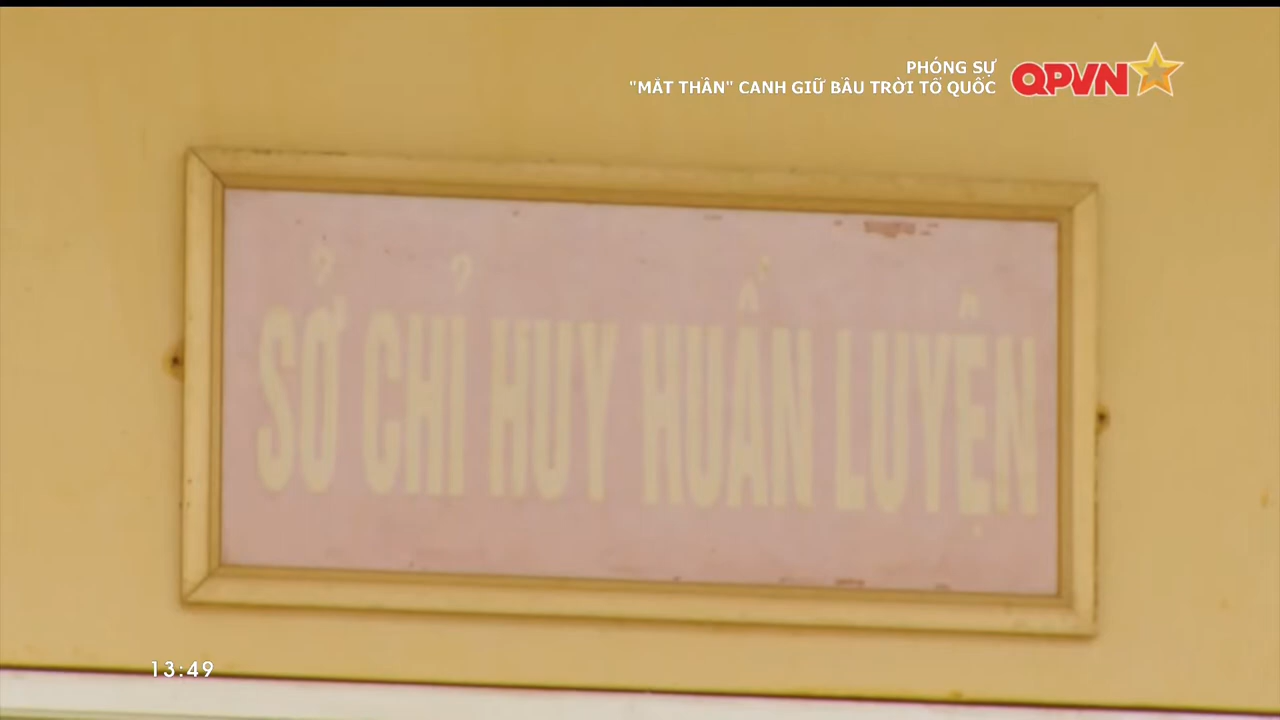 PHÓNG SỰ
"MẮT THẦN" CANH GIỮ BẦU TRỜI TỔ QUỐC
QPVN
SỞ CHỈ HUY HUẤN LUYỆN
13:49